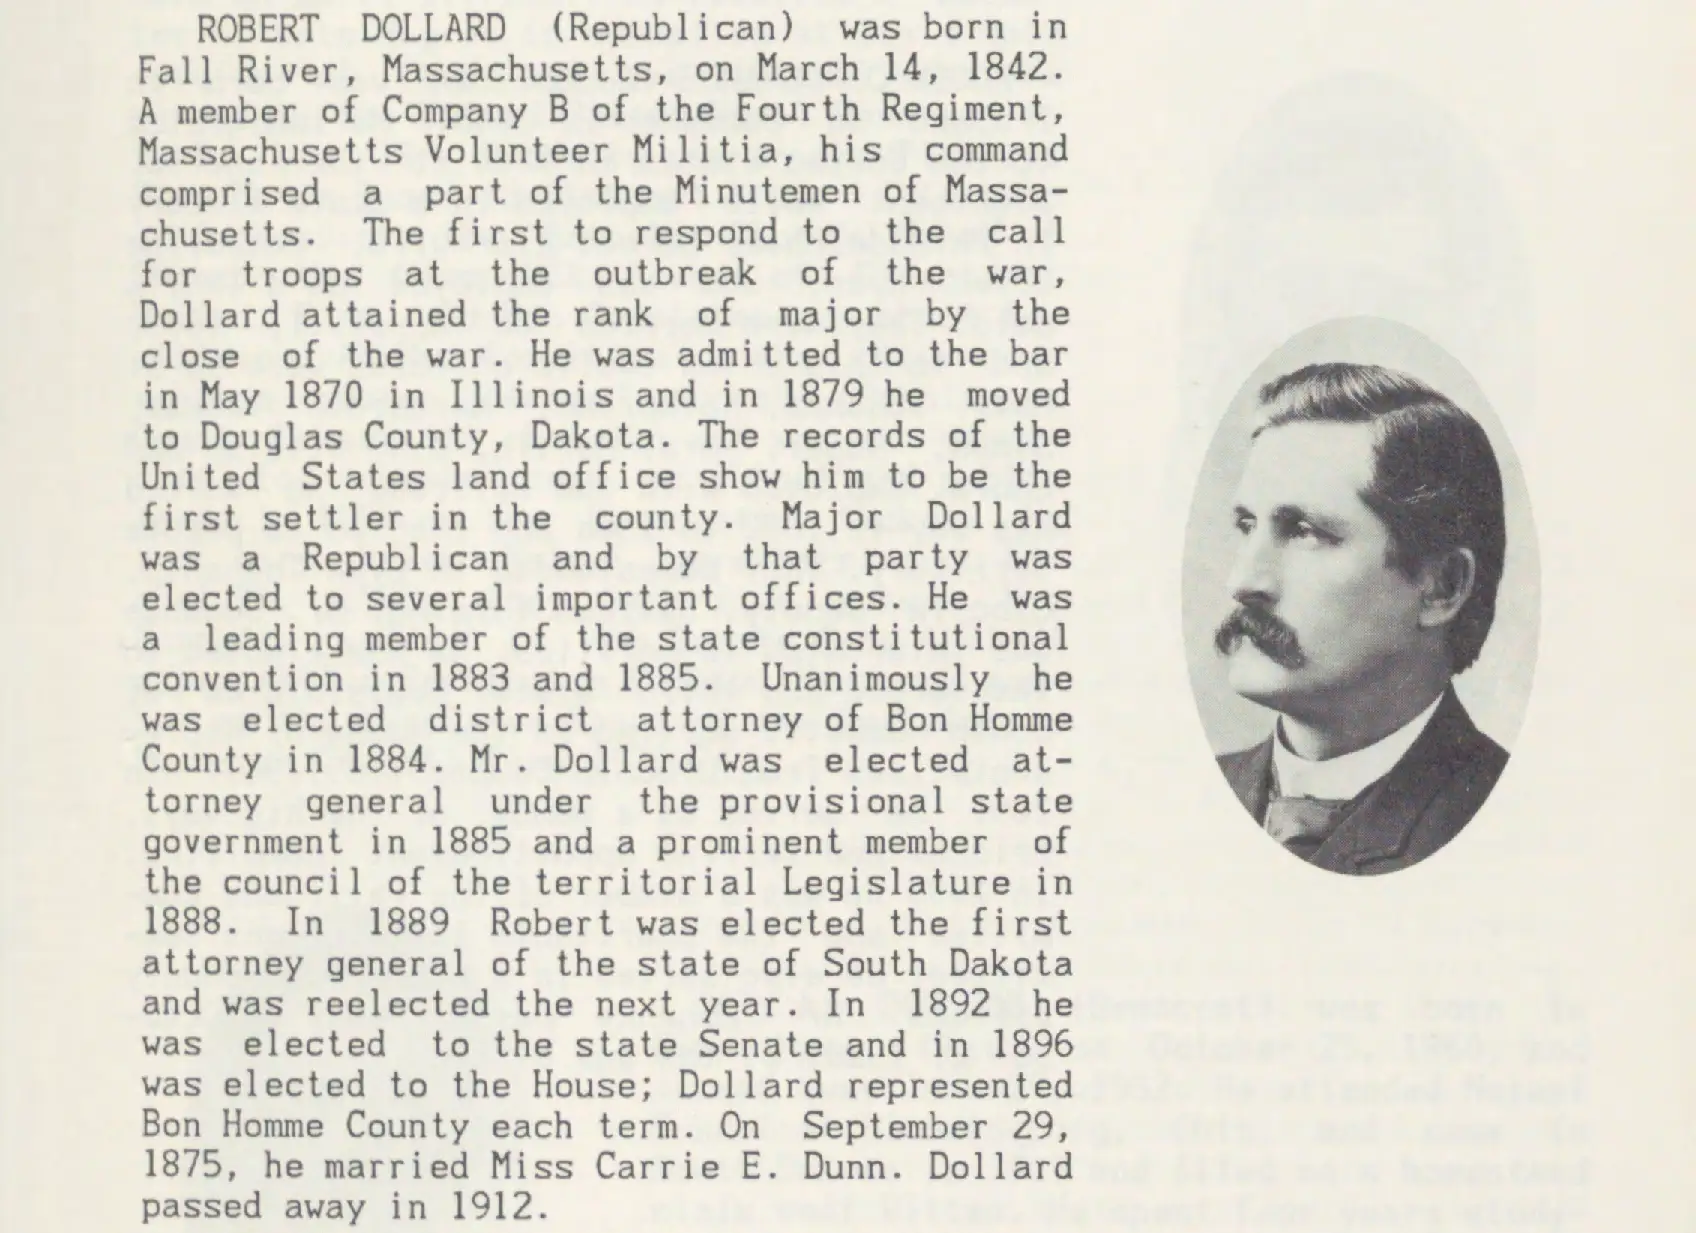 ROBERT DOLLARD (Republican) was born in
Fall River, Massachusetts, on March 14, 1842.
A member of Company B of the Fourth Regiment,
Massachusetts Volunteer Militia, his command
comprised a part of the Minutemen of Massa-
chusetts. The first to respond to the call
for troops at the outbreak of the war,
Dollard attained the rank of major by the
close of the war. He was admitted to the bar
in May 1870 in Illinois and in 1879 he moved
to Douglas County, Dakota. The records of the
United States land office show him to be the
first settler in the county. Major Dollard
was a Republican and by that party was
elected to several important offices. He was
a leading member of the state constitutional
convention in 1883 and 1885. Unanimously he
was elected district attorney of Bon Homme
County in 1884. Mr. Dollard was elected at-
torney general under the provisional state
government in 1885 and a prominent member of
the council of the territorial Legislature in
1888. In 1889 Robert was elected the first
attorney general of the state of South Dakota
and was reelected the next year. In 1892 he
was elected to the state Senate and in 1896
was elected to the House; Dollard represented
Bon Homme County each term. On September 29,
1875, he married Miss Carrie E. Dunn. Dollard
passed away in 1912.